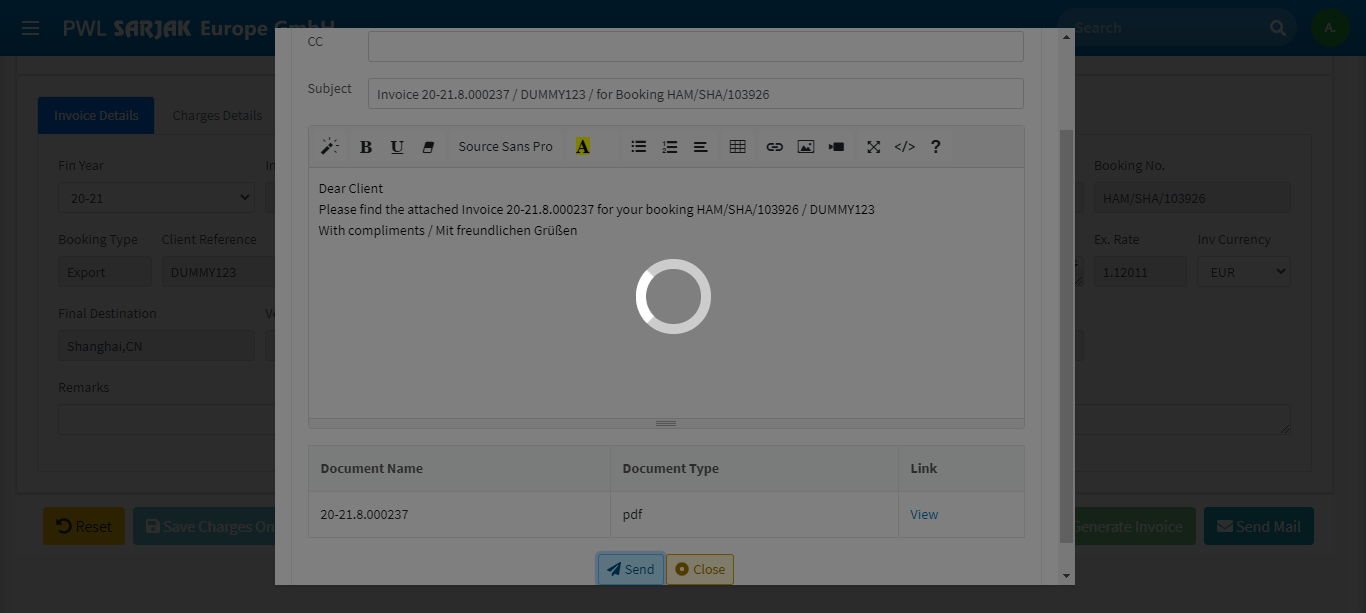 PWL SARJAK Europe GmbH
Search
A.
CC
Subject
Invoice 20-21.8.000237 / DUMMY123 / for Booking HAM/SHA/103926
Invoice Details
Charges Details
B U Source Sans Pro A </> ?
Dear Client
Please find the attached Invoice 20-21.8.000237 for your booking HAM/SHA/103926 / DUMMY123
With compliments / Mit freundlichen Grüßen
Fin Year
Booking No.
20-21
HAM/SHA/103926
Booking Type
Client Reference
Ex. Rate
Inv Currency
Export
DUMMY123
1.12011
EUR
Final Destination
Shanghai,CN
Remarks
Document Name
Document Type
Link
20-21.8.000237
pdf
View
Reset
Save Charges On
Generate Invoice
Send Mail
Send
Close